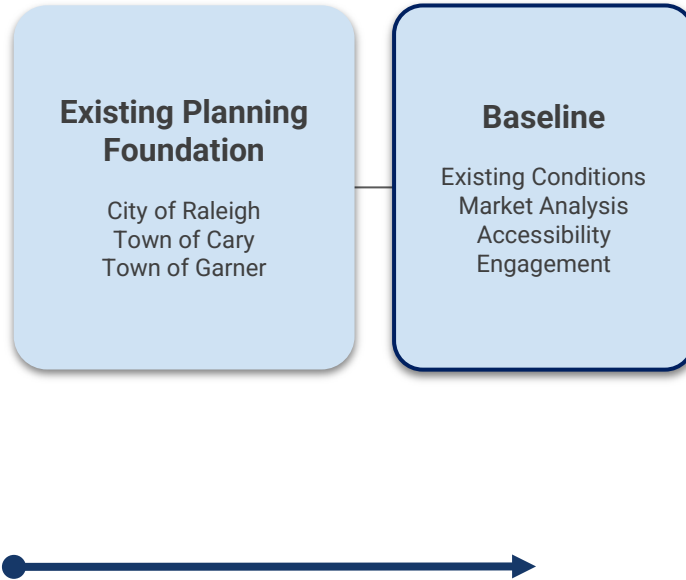 Existing Planning
Foundation
City of Raleigh
Town of Cary
Town of Garner
Baseline
Existing Conditions
Market Analysis
Accessibility
Engagement